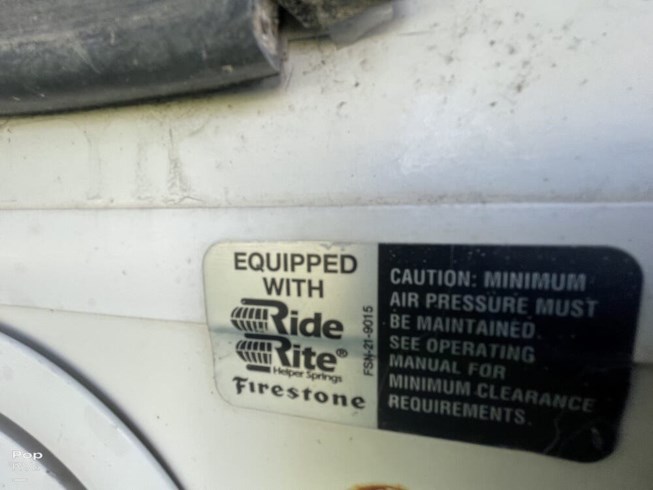 EQUIPPED
WITH
Ride
Rite®
Helper Springs
Firestone
FSN-21-9015
CAUTION: MINIMUM
AIR PRESSURE MUST
BE MAINTAINED.
SEE OPERATING
MANUAL FOR
MINIMUM CLEARANCE
REQUIREMENTS.
Pop